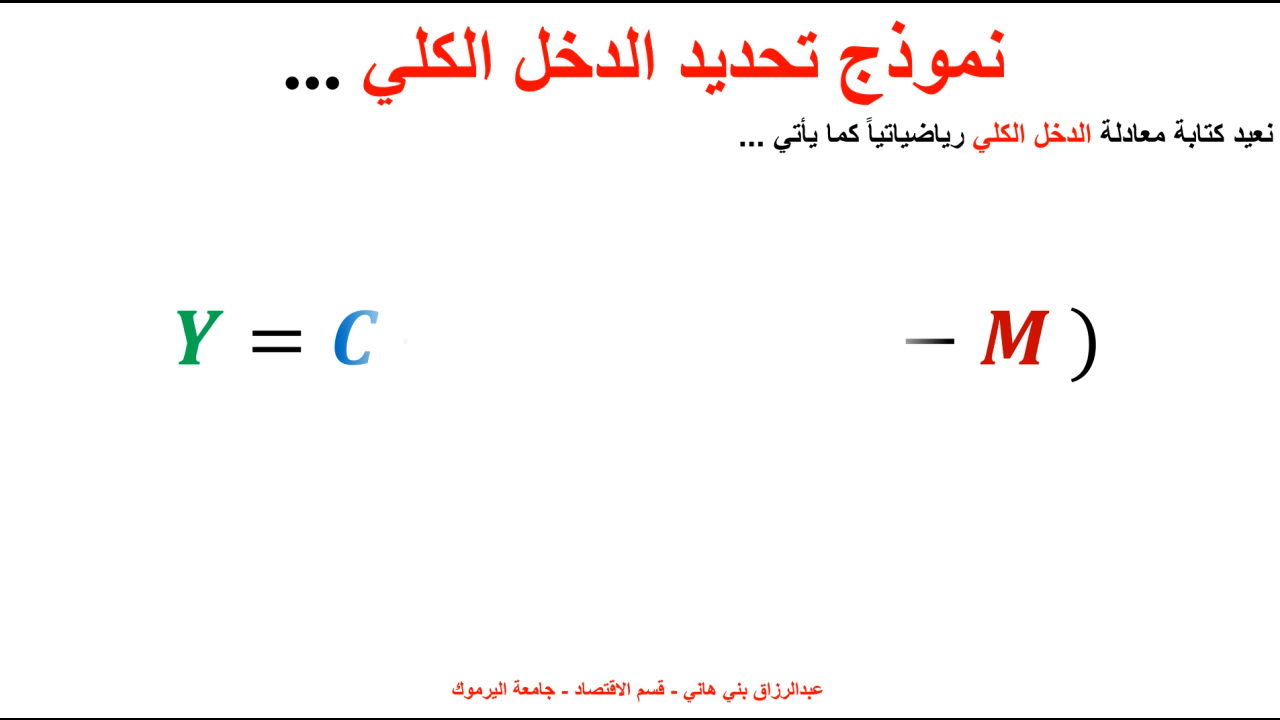 نموذج تحديد الدخل الكلي ...
نعيد كتابة معادلة الدخل الكلي رياضياتياً كما يأتي ...
Y = C − M )
عبدالرزاق بني هاني - قسم الاقتصاد - جامعة اليرموك